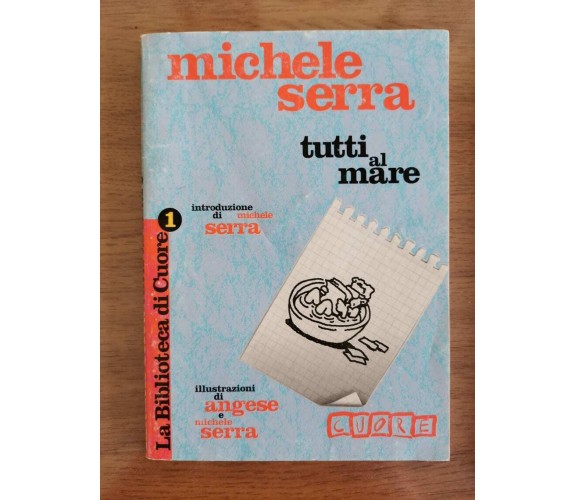 michele
serra
tutti
al
mare
introduzione
di michele
serra
La Biblioteca di Cuore 1
illustrazioni
di
angese
e
michele
serra
CUORE